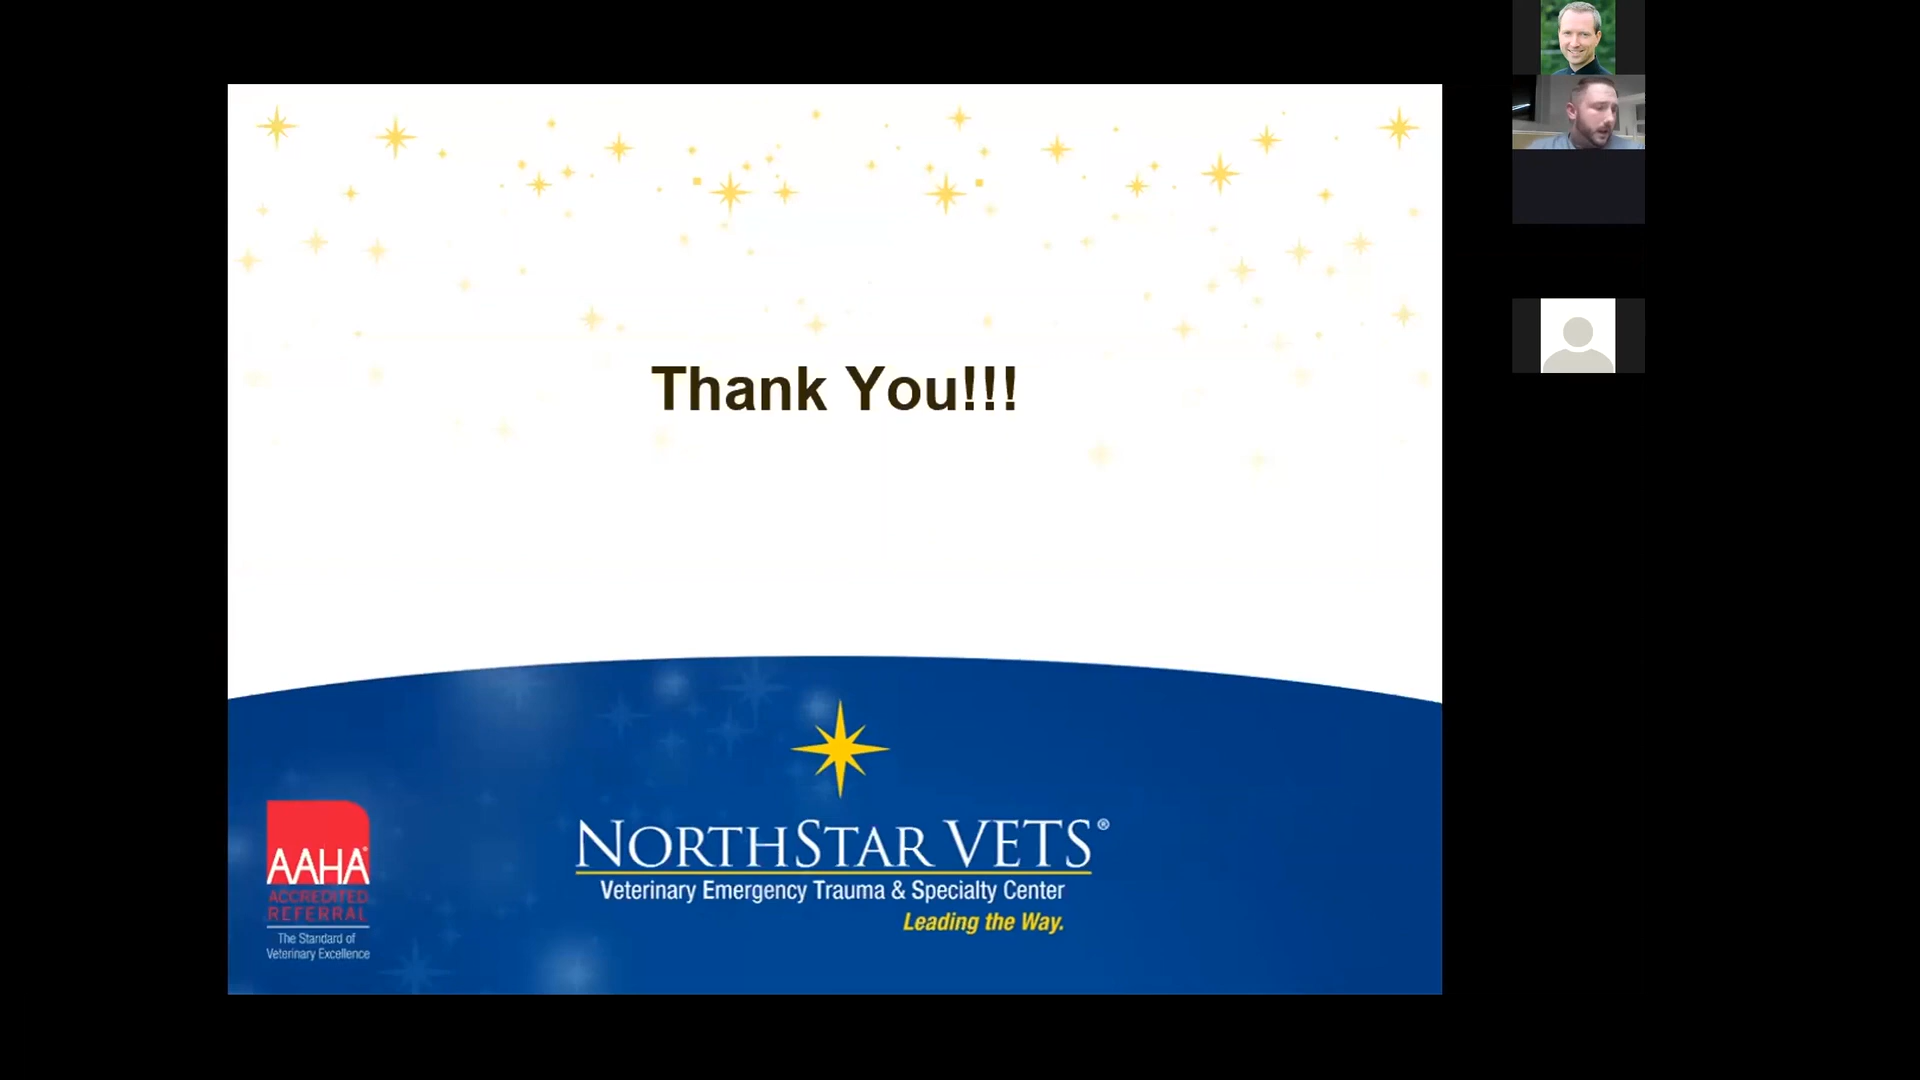 Thank You!!!
NORTHSTAR VETS®
Veterinary Emergency Trauma & Specialty Center
Leading the Way.
AAHA®
ACCREDITED
REFERRAL
The Standard of
Veterinary Excellence